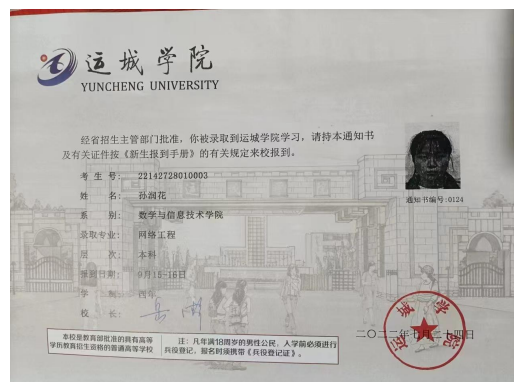 运城学院
YUNCHENG UNIVERSITY
经省招生主管部门批准，你被录取到运城学院学习，请持本通知书
及有关证件按《新生报到手册》的有关规定来校报到。
考 生 号： 22142728010003
姓 名： 孙润花
系 别： 数学与信息技术学院
录取专业： 网络工程
层 次： 本科
报到日期： 9月15-16日
学 制： 四年
校 长：
通知书编号:0124
二〇二二年七月二十四日
运城学院
本校是教育部批准的具有高等
学历教育招生资格的普通高等学校
注：凡年满18周岁的男性公民，入学前必须进行
兵役登记，报名时须携带《兵役登记证》。